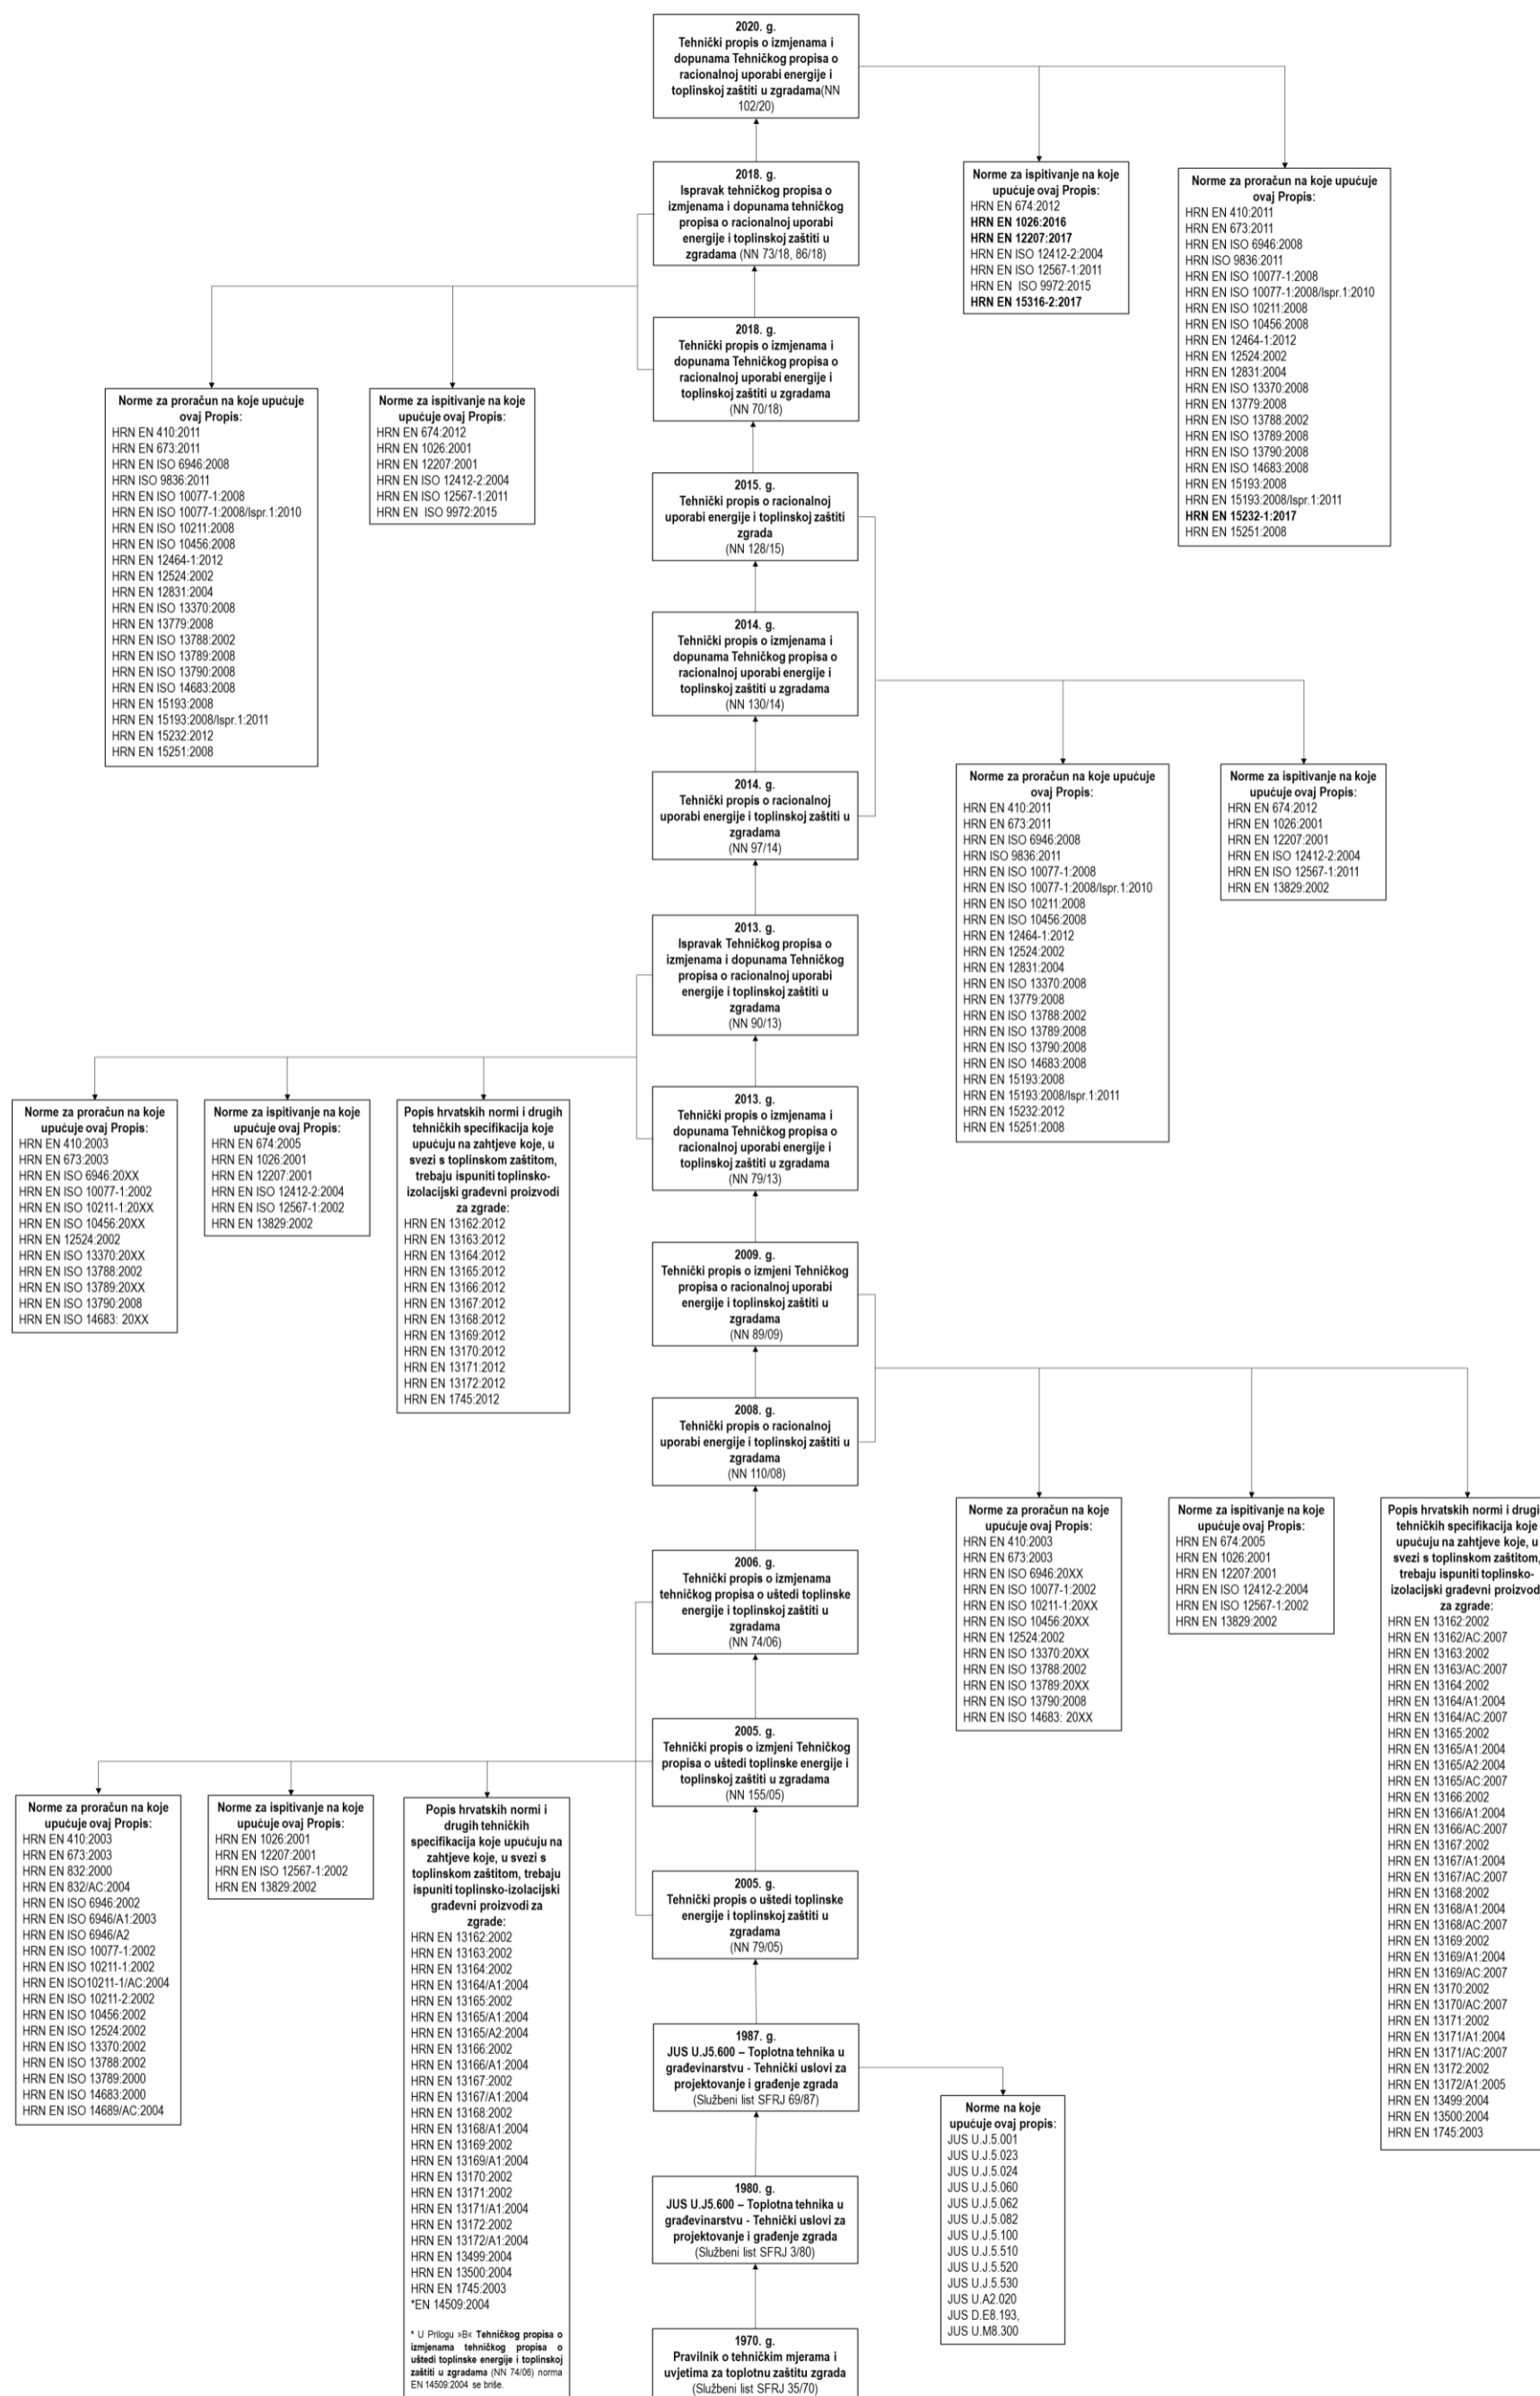 2020. g.
Tehnički propis o izmjenama i
dopunama Tehničkog propisa o
racionalnoj uporabi energije i
toplinskoj zaštiti u zgradama(NN
102/20)
2018. g.
Ispravak tehničkog propisa o
izmjenama i dopunama tehničkog
propisa o racionalnoj uporabi
energije i toplinskoj zaštiti u
zgradama (NN 73/18, 86/18)
Norme za ispitivanje na koje
upućuje ovaj Propis:
HRN EN 674:2012
HRN EN 1026:2016
HRN EN 12207:2017
HRN EN ISO 12412-2:2004
HRN EN ISO 12567-1:2011
HRN EN ISO 9972:2015
HRN EN 15316-2:2017
Norme za proračun na koje upućuje
ovaj Propis:
HRN EN 410:2011
HRN EN 673:2011
HRN EN ISO 6946:2008
HRN ISO 9836:2011
HRN EN ISO 10077-1:2008
HRN EN ISO 10077-1:2008/Ispr.1:2010
HRN EN ISO 10211:2008
HRN EN ISO 10456:2008
HRN EN 12464-1:2012
HRN EN 12524:2002
HRN EN 12831:2004
HRN EN ISO 13370:2008
HRN EN 13779:2008
HRN EN ISO 13788:2002
HRN EN ISO 13789:2008
HRN EN ISO 13790:2008
HRN EN ISO 14683:2008
HRN EN 15193:2008
HRN EN 15193:2008/Ispr.1:2011
HRN EN 15232-1:2017
HRN EN 15251:2008
2018. g.
Tehnički propis o izmjenama i
dopunama Tehničkog propisa o
racionalnoj uporabi energije i
toplinskoj zaštiti u zgradama
(NN 70/18)
Norme za proračun na koje upućuje
ovaj Propis:
HRN EN 410:2011
HRN EN 673:2011
HRN EN ISO 6946:2008
HRN ISO 9836:2011
HRN EN ISO 10077-1:2008
HRN EN ISO 10077-1:2008/Ispr.1:2010
HRN EN ISO 10211:2008
HRN EN ISO 10456:2008
HRN EN 12464-1:2012
HRN EN 12524:2002
HRN EN 12831:2004
HRN EN ISO 13370:2008
HRN EN 13779:2008
HRN EN ISO 13788:2002
HRN EN ISO 13789:2008
HRN EN ISO 13790:2008
HRN EN ISO 14683:2008
HRN EN 15193:2008
HRN EN 15193:2008/Ispr.1:2011
HRN EN 15232:2012
HRN EN 15251:2008
Norme za ispitivanje na koje
upućuje ovaj Propis:
HRN EN 674:2012
HRN EN 1026:2001
HRN EN 12207:2001
HRN EN ISO 12412-2:2004
HRN EN ISO 12567-1:2011
HRN EN ISO 9972:2015
2015. g.
Tehnički propis o racionalnoj
uporabi energije i toplinskoj zaštiti
zgrada
(NN 128/15)
2014. g.
Tehnički propis o izmjenama i
dopunama Tehničkog propisa o
racionalnoj uporabi energije i
toplinskoj zaštiti u zgradama
(NN 130/14)
2014. g.
Tehnički propis o racionalnoj
uporabi energije i toplinskoj zaštiti u
zgradama
(NN 97/14)
Norme za proračun na koje upućuje
ovaj Propis:
HRN EN 410:2011
HRN EN 673:2011
HRN EN ISO 6946:2008
HRN ISO 9836:2011
HRN EN ISO 10077-1:2008
HRN EN ISO 10077-1:2008/Ispr.1:2010
HRN EN ISO 10211:2008
HRN EN ISO 10456:2008
HRN EN 12464-1:2012
HRN EN 12524:2002
HRN EN 12831:2004
HRN EN ISO 13370:2008
HRN EN 13779:2008
HRN EN ISO 13788:2002
HRN EN ISO 13789:2008
HRN EN ISO 13790:2008
HRN EN ISO 14683:2008
HRN EN 15193:2008
HRN EN 15193:2008/Ispr.1:2011
HRN EN 15232:2012
HRN EN 15251:2008
Norme za ispitivanje na koje
upućuje ovaj Propis:
HRN EN 674:2012
HRN EN 1026:2001
HRN EN 12207:2001
HRN EN ISO 12412-2:2004
HRN EN ISO 12567-1:2011
HRN EN 13829:2002
2013. g.
Ispravak Tehničkog propisa o
izmjenama i dopunama Tehničkog
propisa o racionalnoj uporabi
energije i toplinskoj zaštiti u
zgradama
(NN 90/13)
2013. g.
Tehnički propis o izmjenama i
dopunama Tehničkog propisa o
racionalnoj uporabi energije i
toplinskoj zaštiti u zgradama
(NN 79/13)
Norme za proračun na koje
upućuje ovaj Propis:
HRN EN 410:2003
HRN EN 673:2003
HRN EN ISO 6946:20XX
HRN EN ISO 10077-1:2002
HRN EN ISO 10211-1:20XX
HRN EN ISO 10456:20XX
HRN EN 12524:2002
HRN EN ISO 13370:20XX
HRN EN ISO 13788:2002
HRN EN ISO 13789:20XX
HRN EN ISO 13790:2008
HRN EN ISO 14683: 20XX
Norme za ispitivanje na koje
upućuje ovaj Propis:
HRN EN 674:2005
HRN EN 1026:2001
HRN EN 12207:2001
HRN EN ISO 12412-2:2004
HRN EN ISO 12567-1:2002
HRN EN 13829:2002
Popis hrvatskih normi i drugih
tehničkih specifikacija koje
upućuju na zahtjeve koje, u
svezi s toplinskom zaštitom,
trebaju ispuniti toplinsko-
izolacijski građevni proizvodi
za zgrade:
HRN EN 13162:2012
HRN EN 13163:2012
HRN EN 13164:2012
HRN EN 13165:2012
HRN EN 13166:2012
HRN EN 13167:2012
HRN EN 13168:2012
HRN EN 13169:2012
HRN EN 13170:2012
HRN EN 13171:2012
HRN EN 13172:2012
HRN EN 1745:2012
2009. g.
Tehnički propis o izmjeni Tehničkog
propisa o racionalnoj uporabi
energije i toplinskoj zaštiti u
zgradama
(NN 89/09)
2008. g.
Tehnički propis o racionalnoj
uporabi energije i toplinskoj zaštiti u
zgradama
(NN 110/08)
Norme za proračun na koje
upućuje ovaj Propis:
HRN EN 410:2003
HRN EN 673:2003
HRN EN ISO 6946:20XX
HRN EN ISO 10077-1:2002
HRN EN ISO 10211-1:20XX
HRN EN ISO 10456:20XX
HRN EN 12524:2002
HRN EN ISO 13370:20XX
HRN EN ISO 13788:2002
HRN EN ISO 13789:20XX
HRN EN ISO 13790:2008
HRN EN ISO 14683: 20XX
Norme za ispitivanje na koje
upućuje ovaj Propis:
HRN EN 674:2005
HRN EN 1026:2001
HRN EN 12207:2001
HRN EN ISO 12412-2:2004
HRN EN ISO 12567-1:2002
HRN EN 13829:2002
Popis hrvatskih normi i drugi
tehničkih specifikacija koje
upućuju na zahtjeve koje, u
svezi s toplinskom zaštitom,
trebaju ispuniti toplinsko-
izolacijski građevni proizvod
za zgrade:
HRN EN 13162:2002
HRN EN 13162/AC:2007
HRN EN 13163:2002
HRN EN 13163/AC:2007
HRN EN 13164:2002
HRN EN 13164/A1:2004
HRN EN 13164/AC:2007
HRN EN 13165:2002
HRN EN 13165/A1:2004
HRN EN 13165/A2:2004
HRN EN 13165/AC:2007
HRN EN 13166:2002
HRN EN 13166/A1:2004
HRN EN 13166/AC:2007
HRN EN 13167:2002
HRN EN 13167/A1:2004
HRN EN 13167/AC:2007
HRN EN 13168:2002
HRN EN 13168/A1:2004
HRN EN 13168/AC:2007
HRN EN 13169:2002
HRN EN 13169/A1:2004
HRN EN 13169/AC:2007
HRN EN 13170:2002
HRN EN 13170/AC:2007
HRN EN 13171:2002
HRN EN 13171/A1:2004
HRN EN 13171/AC:2007
HRN EN 13172:2002
HRN EN 13172/A1:2005
HRN EN 13499:2004
HRN EN 13500:2004
HRN EN 1745:2003
2006. g.
Tehnički propis o izmjenama
tehničkog propisa o uštedi toplinske
energije i toplinskoj zaštiti u
zgradama
(NN 74/06)
2005. g.
Tehnički propis o izmjeni Tehničkog
propisa o uštedi toplinske energije i
toplinskoj zaštiti u zgradama
(NN 155/05)
2005. g.
Tehnički propis o uštedi toplinske
energije i toplinskoj zaštiti u
zgradama
(NN 79/05)
Norme za proračun na koje
upućuje ovaj Propis:
HRN EN 410:2003
HRN EN 673:2003
HRN EN 832:2000
HRN EN 832/AC:2004
HRN EN ISO 6946:2002
HRN EN ISO 6946/A1:2003
HRN EN ISO 6946/A2
HRN EN ISO 10077-1:2002
HRN EN ISO 10211-1:2002
HRN EN ISO10211-1/AC:2004
HRN EN ISO 10211-2:2002
HRN EN ISO 10456:2002
HRN EN ISO 12524:2002
HRN EN ISO 13370:2002
HRN EN ISO 13788:2002
HRN EN ISO 13789:2000
HRN EN ISO 14683:2000
HRN EN ISO 14689/AC:2004
Norme za ispitivanje na koje
upućuje ovaj Propis:
HRN EN 1026:2001
HRN EN 12207:2001
HRN EN ISO 12567-1:2002
HRN EN 13829:2002
Popis hrvatskih normi i
drugih tehničkih
specifikacija koje upućuju na
zahtjeve koje, u svezi s
toplinskom zaštitom, trebaju
ispuniti toplinsko-izolacijski
građevni proizvodi za
zgrade:
HRN EN 13162:2002
HRN EN 13163:2002
HRN EN 13164:2002
HRN EN 13164/A1:2004
HRN EN 13165:2002
HRN EN 13165/A1:2004
HRN EN 13165/A2:2004
HRN EN 13166:2002
HRN EN 13166/A1:2004
HRN EN 13167:2002
HRN EN 13167/A1:2004
HRN EN 13168:2002
HRN EN 13168/A1:2004
HRN EN 13169:2002
HRN EN 13169/A1:2004
HRN EN 13170:2002
HRN EN 13171:2002
HRN EN 13171/A1:2004
HRN EN 13172:2002
HRN EN 13172/A1:2004
HRN EN 13499:2004
HRN EN 13500:2004
HRN EN 1745:2003
*EN 14509:2004
* U Prilogu »B« Tehničkog propisa o
izmjenama tehničkog propisa o
uštedi toplinske energije i toplinskoj
zaštiti u zgradama (NN 74/06) norma
EN 14509:2004 se briše.
1987. g.
JUS U.J5.600 – Toplotna tehnika u
građevinarstvu - Tehnički uslovi za
projektovanje i građenje zgrada
(Službeni list SFRJ 69/87)
Norme na koje
upućuje ovaj propis:
JUS U.J.5.001
JUS U.J.5.023
JUS U.J.5.024
JUS U.J.5.060
JUS U.J.5.062
JUS U.J.5.082
JUS U.J.5.100
JUS U.J.5.510
JUS U.J.5.520
JUS U.J.5.530
JUS U.A2.020
JUS D.E8.193,
JUS U.M8.300
1980. g.
JUS U.J5.600 – Toplotna tehnika u
građevinarstvu - Tehnički uslovi za
projektovanje i građenje zgrada
(Službeni list SFRJ 3/80)
1970. g.
Pravilnik o tehničkim mjerama i
uvjetima za toplotnu zaštitu zgrada
(Službeni list SFRJ 35/70)